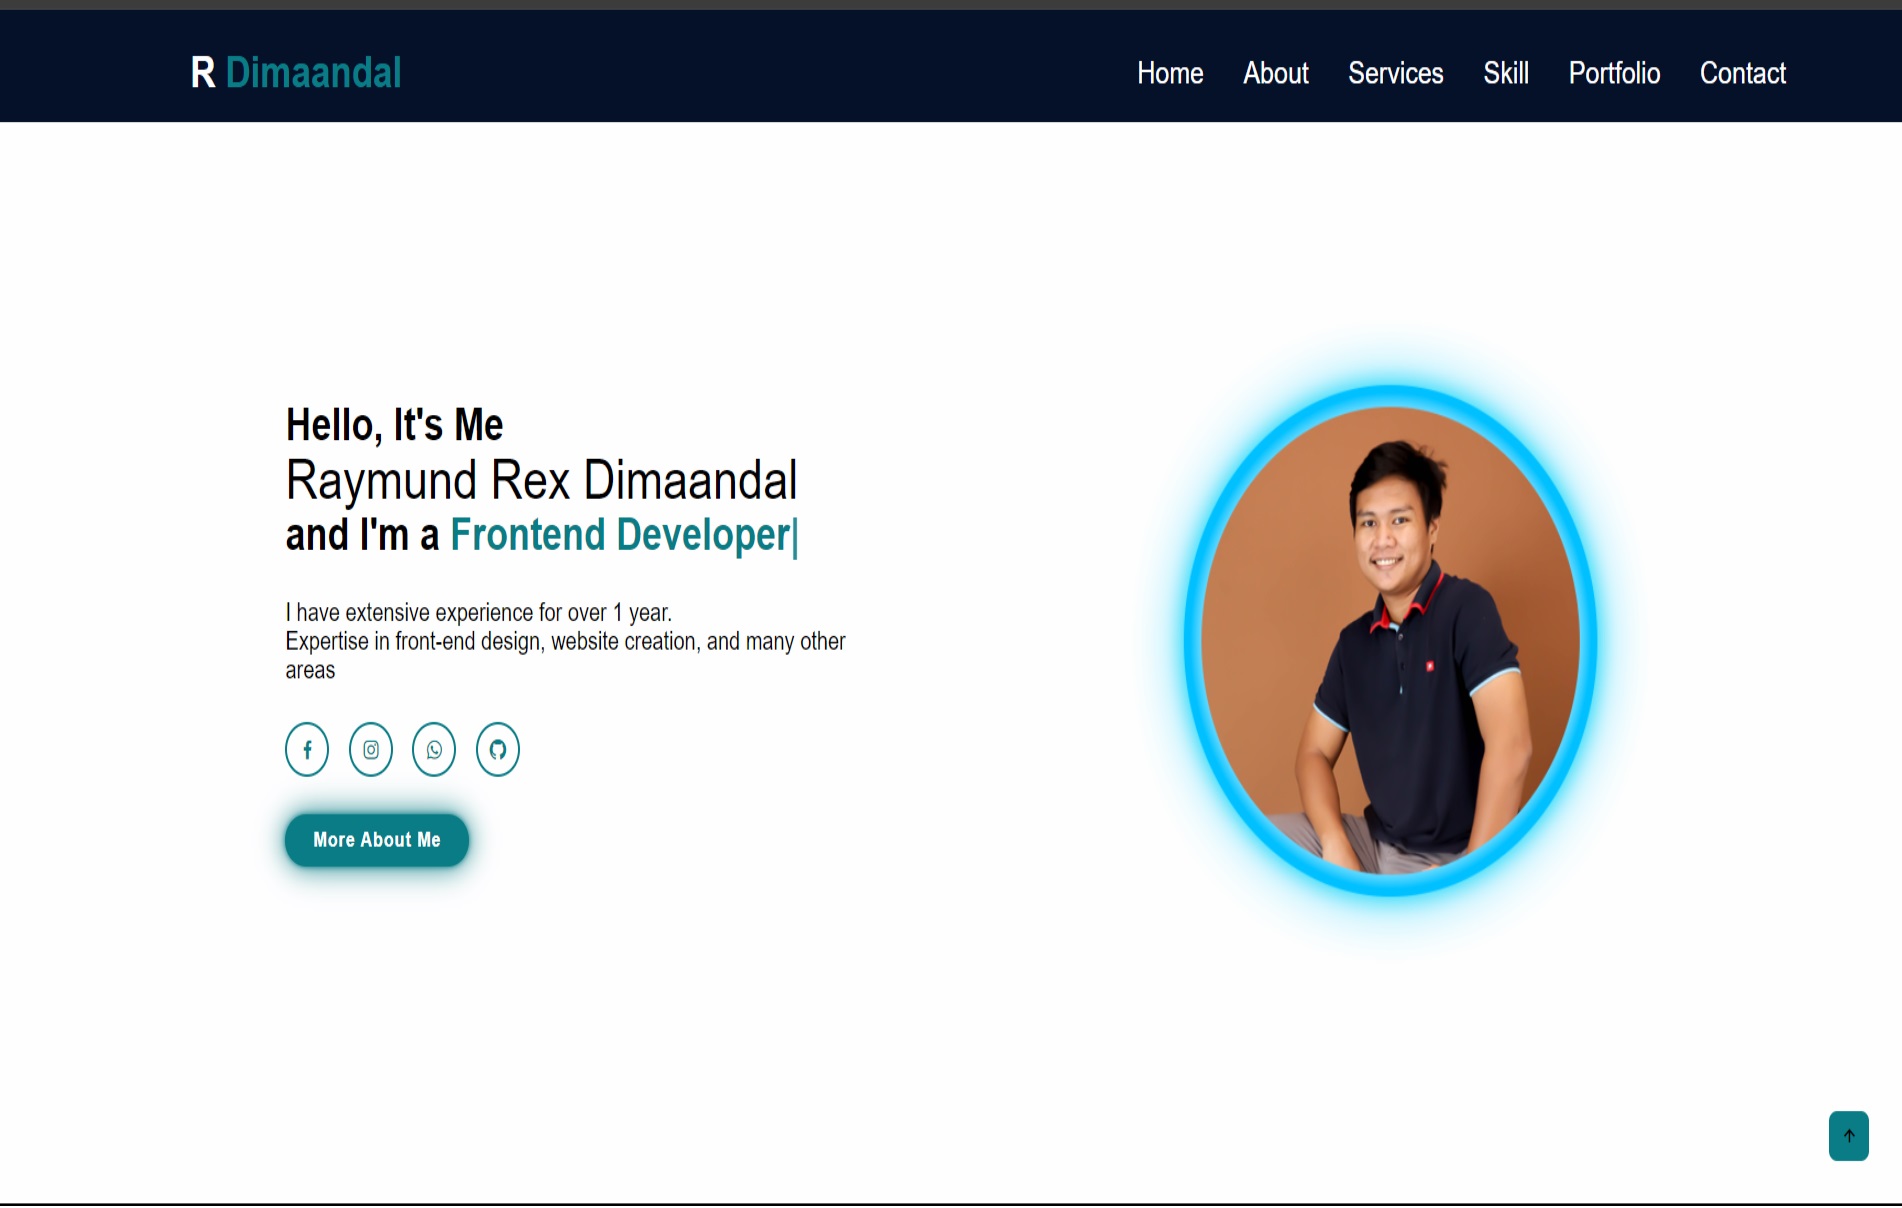 R Dimaandal
Home About Services Skill Portfolio Contact
Hello, It's Me
Raymund Rex Dimaandal
and I'm a Frontend Developer|
I have extensive experience for over 1 year.
Expertise in front-end design, website creation, and many other
areas
More About Me